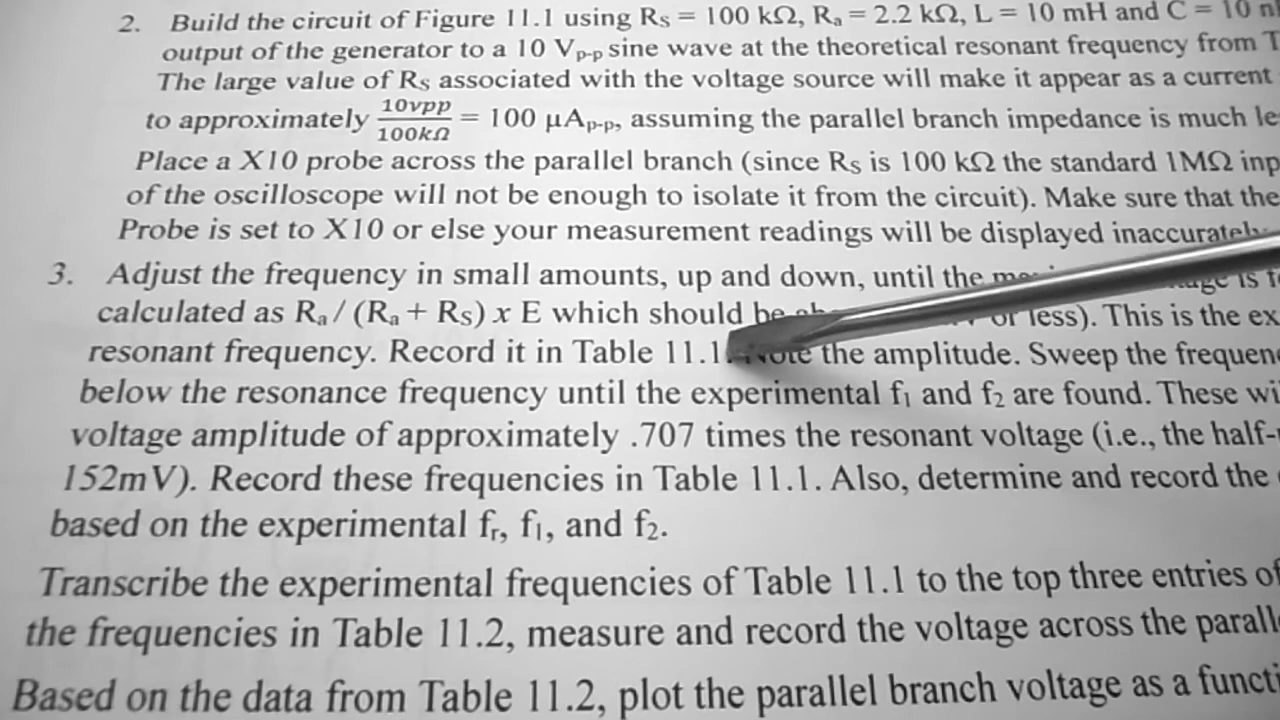 2. Build the circuit of Figure 11.1 using RS = 100 kΩ, Ra = 2.2 kΩ, L = 10 mH and C = 10
output of the generator to a 10 Vp-p sine wave at the theoretical resonant frequency from
The large value of RS associated with the voltage source will make it appear as a current
to approximately 10vpp/100kΩ = 100 µAp-p, assuming the parallel branch impedance is much
Place a X10 probe across the parallel branch (since RS is 100 kΩ the standard 1MΩ
of the oscilloscope will not be enough to isolate it from the circuit). Make sure that the
Probe is set to X10 or else your measurement readings will be displayed inaccurately
3. Adjust the frequency in small amounts, up and down, until the is
calculated as Ra / (Ra + RS) x E which should be or less). This is the
resonant frequency. Record it in Table 11.1. Note the amplitude. Sweep the
below the resonance frequency until the experimental f1 and f2 are found. These
voltage amplitude of approximately .707 times the resonant voltage (i.e., the half-
152mV). Record these frequencies in Table 11.1. Also, determine and record the
based on the experimental fr, f1, and f2.
Transcribe the experimental frequencies of Table 11.1 to the top three entries of
the frequencies in Table 11.2, measure and record the voltage across the
Based on the data from Table 11.2, plot the parallel branch voltage as a